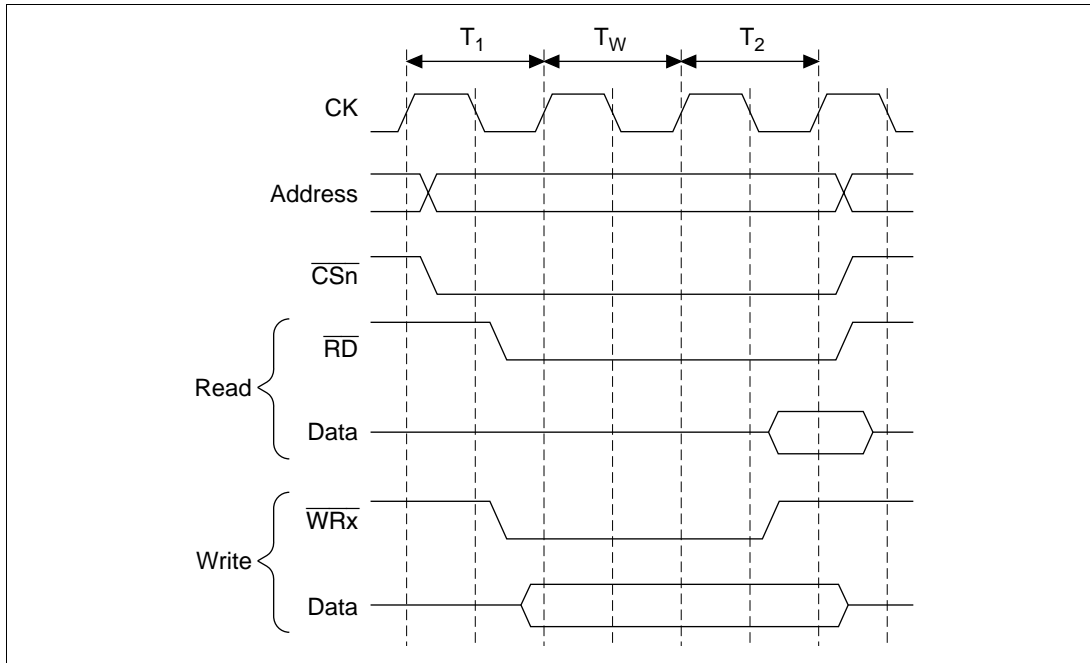 T1 TW T2
CK
Address
CSn
RD
Read
Data
WRx
Write
Data